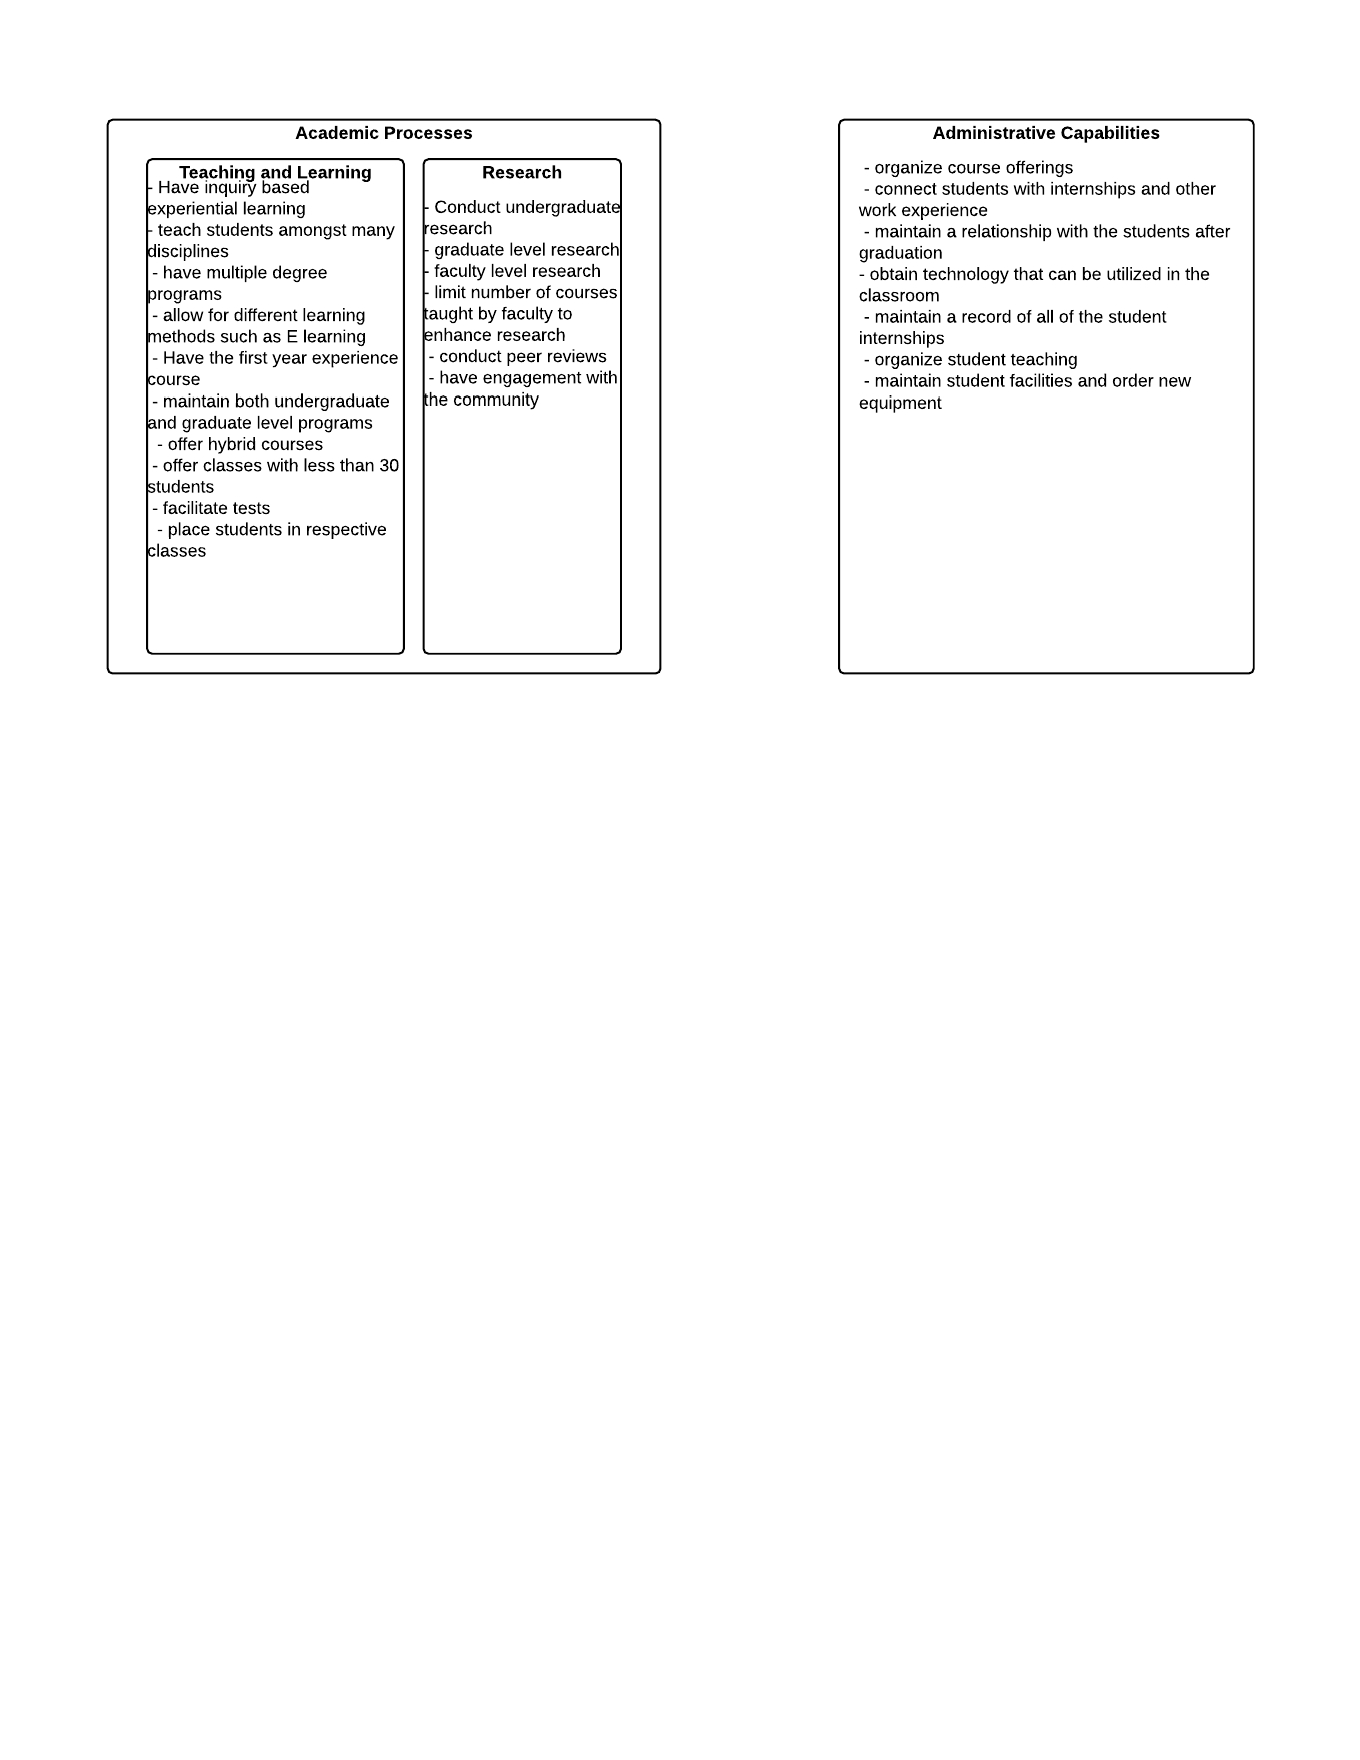 Academic Processes
Teaching and Learning
- Have inquiry based
experiential learning
- teach students amongst many
disciplines
- have multiple degree
programs
- allow for different learning
methods such as E learning
- Have the first year experience
course
- maintain both undergraduate
and graduate level programs
- offer hybrid courses
- offer classes with less than 30
students
- facilitate tests
- place students in respective
classes
Research
- Conduct undergraduate
research
- graduate level research
- faculty level research
- limit number of courses
taught by faculty to
enhance research
- conduct peer reviews
- have engagement with
the community
Administrative Capabilities
- organize course offerings
- connect students with internships and other
work experience
- maintain a relationship with the students after
graduation
- obtain technology that can be utilized in the
classroom
- maintain a record of all of the student
internships
- organize student teaching
- maintain student facilities and order new
equipment